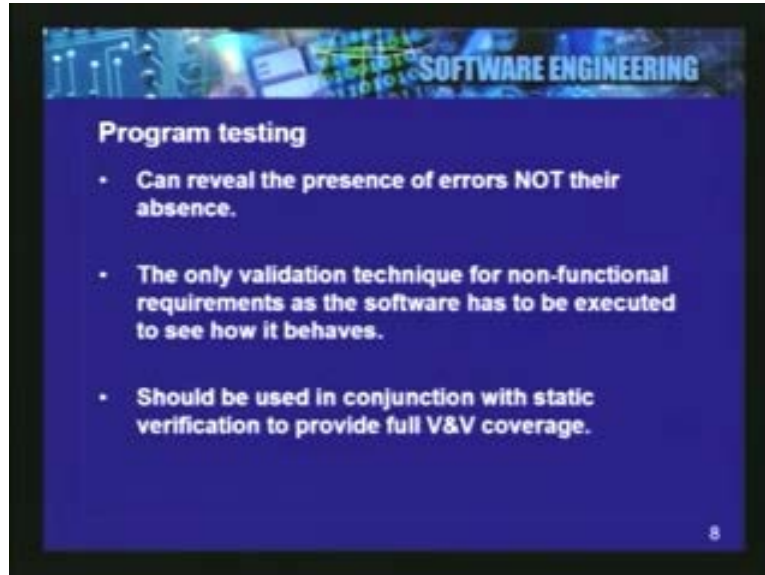 SOFTWARE ENGINEERING
Program testing
• Can reveal the presence of errors NOT their
absence.
• The only validation technique for non-functional
requirements as the software has to be executed
to see how it behaves.
• Should be used in conjunction with static
verification to provide full V&V coverage.
8